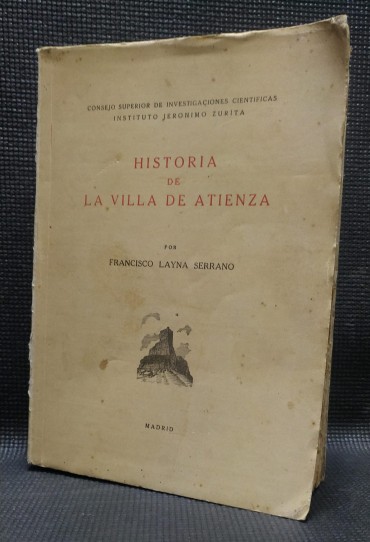 CONSEJO SUPERIOR DE INVESTIGACIONES CIENTIFICAS
INSTITUTO JERONIMO ZURITA
HISTORIA
DE
LA VILLA DE ATIENZA
POR
FRANCISCO LAYNA SERRANO
MADRID